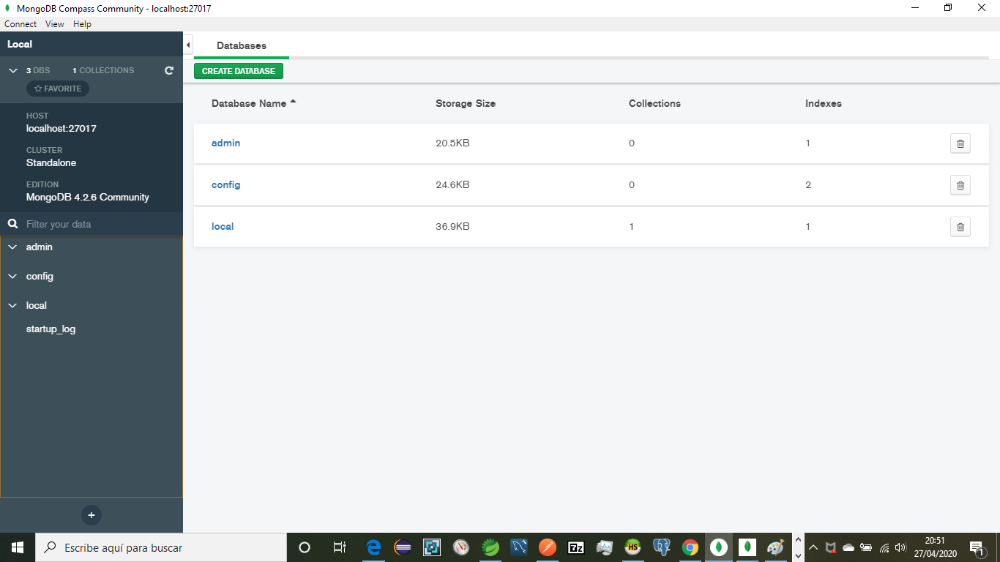 MongoDB Compass Community - localhost:27017
Connect View Help
Local
3 DBS 1 COLLECTIONS
FAVORITE
HOST
localhost:27017
CLUSTER
Standalone
EDITION
MongoDB 4.2.6 Community
Filter your data
admin
config
local
startup_log
Databases
CREATE DATABASE
Database Name Storage Size Collections Indexes
admin 20.5KB 0 1
config 24.6KB 0 2
local 36.9KB 1 1
Escribe aquí para buscar
7z
HS
20:51
27/04/2020
1